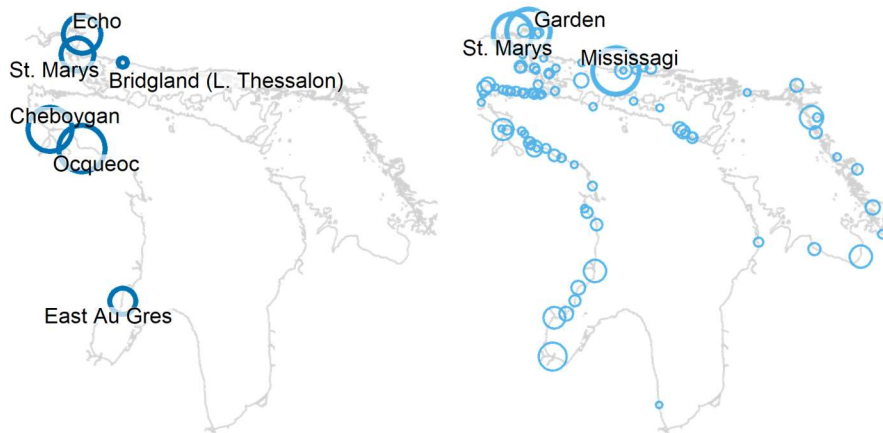 Echo
St. Marys
Bridgland (L. Thessalon)
Cheboygan
Ocqueoc
East Au Gres
Garden
St. Marys
Mississagi